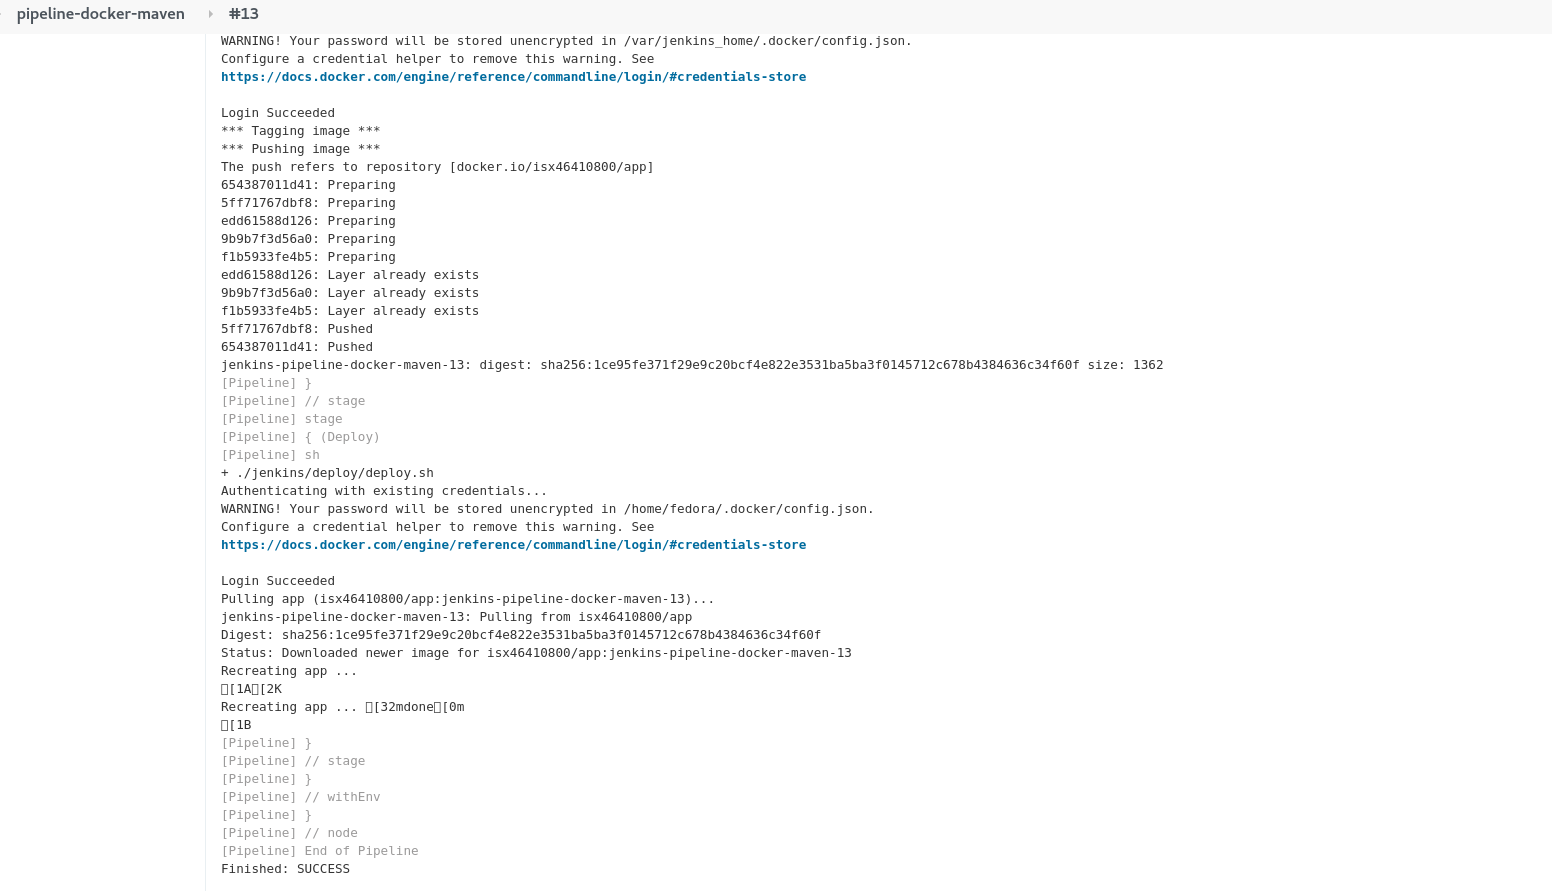 pipeline-docker-maven #13
WARNING! Your password will be stored unencrypted in /var/jenkins_home/.docker/config.json.
Configure a credential helper to remove this warning. See
https://docs.docker.com/engine/reference/commandline/login/#credentials-store
Login Succeeded
*** Tagging image ***
*** Pushing image ***
The push refers to repository [docker.io/isx46410800/app]
654387011d41: Preparing
5ff71767dbf8: Preparing
edd61588d126: Preparing
9b9b7f3d56a0: Preparing
f1b5933fe4b5: Preparing
edd61588d126: Layer already exists
9b9b7f3d56a0: Layer already exists
f1b5933fe4b5: Layer already exists
5ff71767dbf8: Pushed
654387011d41: Pushed
jenkins-pipeline-docker-maven-13: digest: sha256:1ce95fe371f29e9c20bcf4e822e3531ba5ba3f0145712c678b4384636c34f60f size: 1362
[Pipeline] }
[Pipeline] // stage
[Pipeline] stage
[Pipeline] { (Deploy)
[Pipeline] sh
+ ./jenkins/deploy/deploy.sh
Authenticating with existing credentials...
WARNING! Your password will be stored unencrypted in /home/fedora/.docker/config.json.
Configure a credential helper to remove this warning. See
https://docs.docker.com/engine/reference/commandline/login/#credentials-store
Login Succeeded
Pulling app (isx46410800/app:jenkins-pipeline-docker-maven-13)...
jenkins-pipeline-docker-maven-13: Pulling from isx46410800/app
Digest: sha256:1ce95fe371f29e9c20bcf4e822e3531ba5ba3f0145712c678b4384636c34f60f
Status: Downloaded newer image for isx46410800/app:jenkins-pipeline-docker-maven-13
Recreating app ...
□[1A□[2K
Recreating app ... □[32mdone□[0m
□[1B
[Pipeline] }
[Pipeline] // stage
[Pipeline] }
[Pipeline] // withEnv
[Pipeline] }
[Pipeline] // node
[Pipeline] End of Pipeline
Finished: SUCCESS